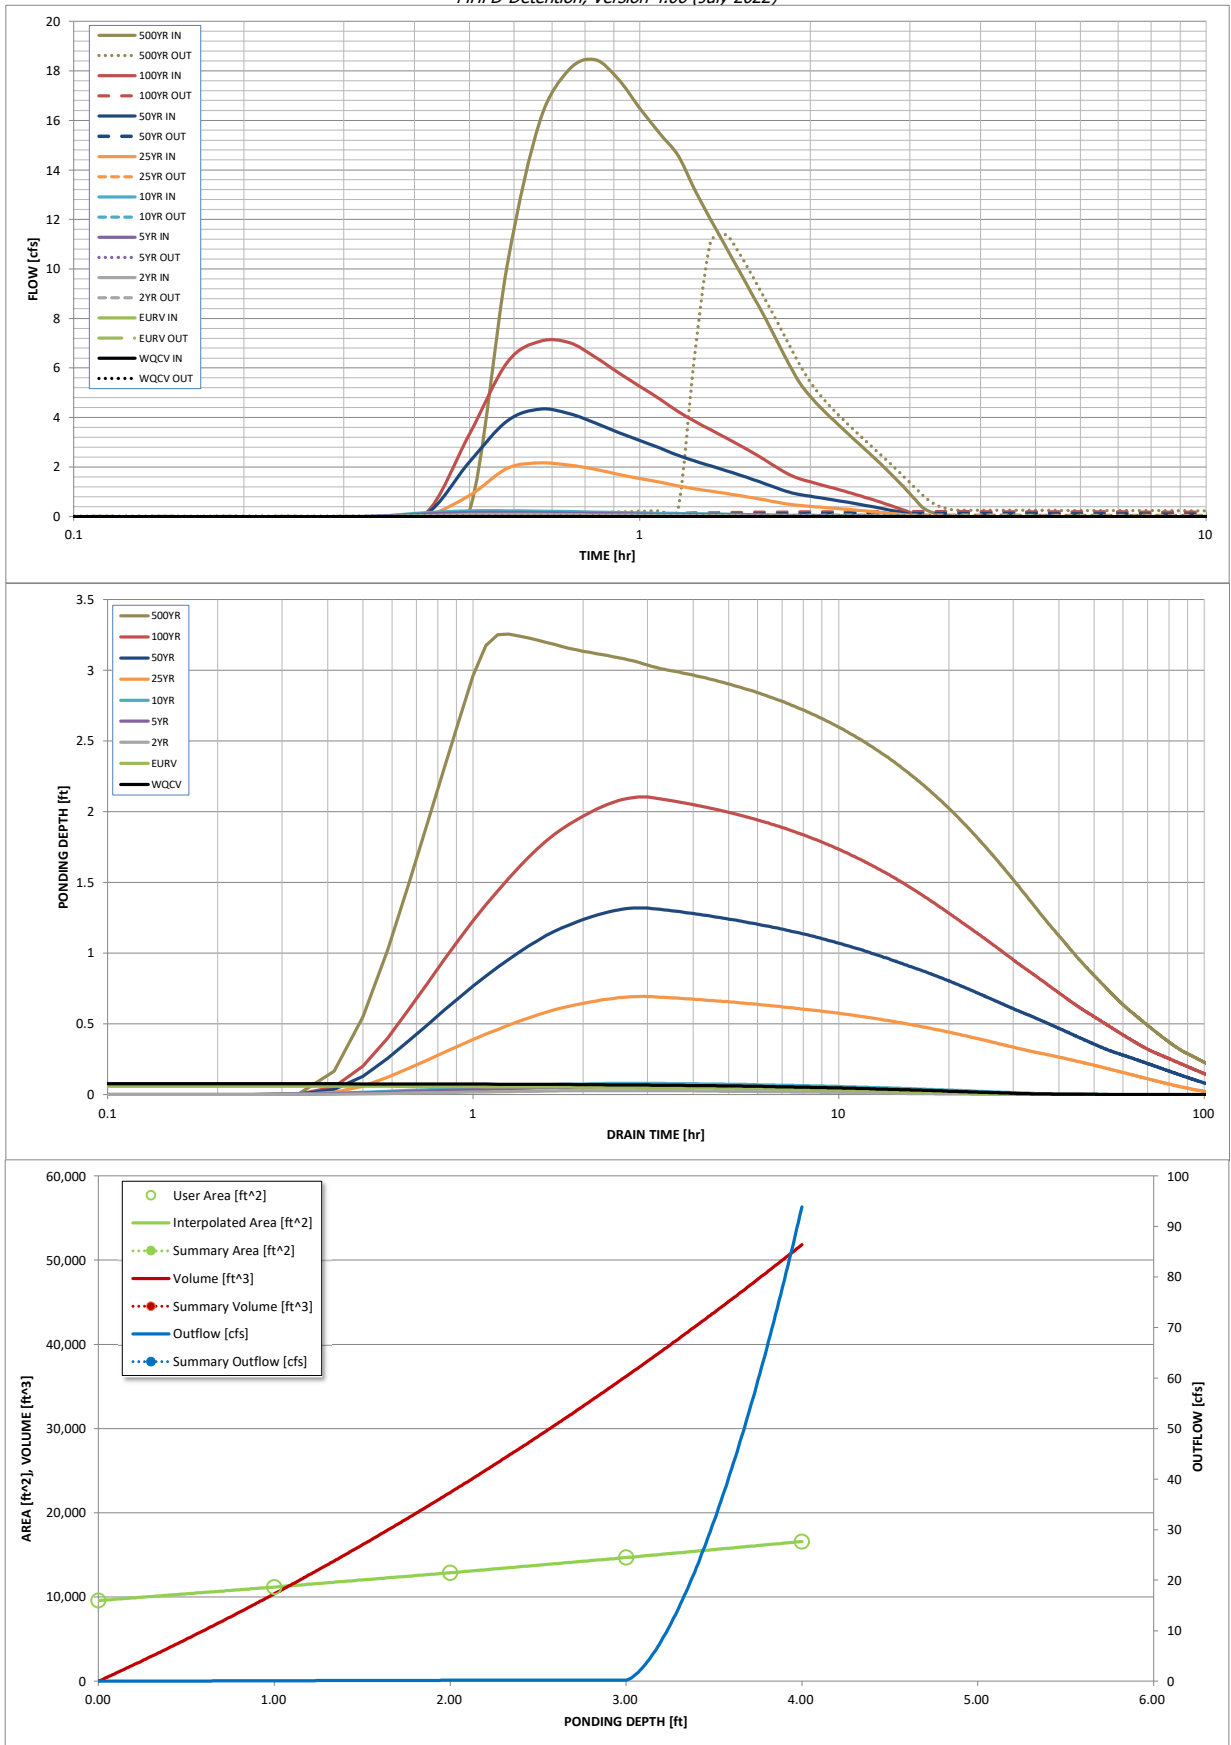 MHFD-Detention, Version 4.06 (July 2022)
20
18
16
14
12
10
8
6
4
2
0
FLOW [cfs]
500YR IN
500YR OUT
100YR IN
100YR OUT
50YR IN
50YR OUT
25YR IN
25YR OUT
10YR IN
10YR OUT
5YR IN
5YR OUT
2YR IN
2YR OUT
EURV IN
EURV OUT
WQCV IN
WQCV OUT
0.1 1 10
TIME [hr]
3.5
3
2.5
2
1.5
1
0.5
0
PONDING DEPTH [ft]
500YR
100YR
50YR
25YR
10YR
5YR
2YR
EURV
WQCV
0.1 1 10 100
DRAIN TIME [hr]
60,000
50,000
40,000
30,000
20,000
10,000
0
AREA [ft^2], VOLUME [ft^3]
User Area [ft^2]
Interpolated Area [ft^2]
Summary Area [ft^2]
Volume [ft^3]
Summary Volume [ft^3]
Outflow [cfs]
Summary Outflow [cfs]
100
90
80
70
60
50
40
30
20
10
0
OUTFLOW [cfs]
0.00 1.00 2.00 3.00 4.00 5.00 6.00
PONDING DEPTH [ft]